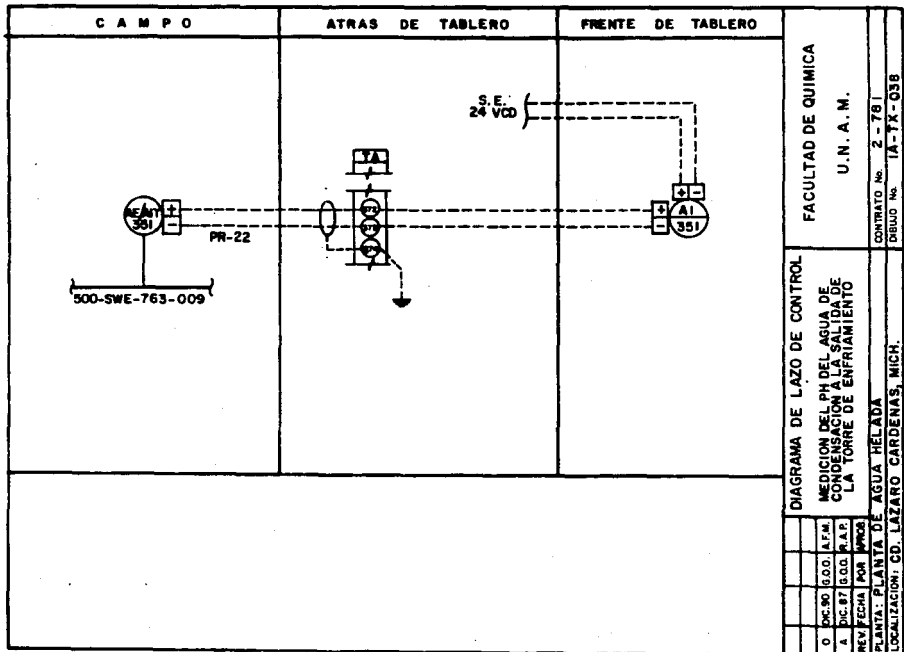 CAMPO
ATRAS DE TABLERO
FRENTE DE TABLERO
S.E.
24 VCD
TA
+
-
351
PR-22
500-SWE-763-009
+ -
+
-
AI
351
FACULTAD DE QUIMICA
U.N.A.M.
CONTRATO No. 2-781
DIBUJO No. IA-TX-038
DIAGRAMA DE LAZO DE CONTROL
MEDICION DEL PH DEL AGUA DE
CONDENSACION A LA SALIDA DE
LA TORRE DE ENFRIAMIENTO
0 DIC.90 G.O.O. A.F.M.
A DIC.87 G.O.O. R.A.P.
REV. FECHA POR APROB.
PLANTA: PLANTA DE AGUA HELADA
LOCALIZACION: CD. LAZARO CARDENAS, MICH.